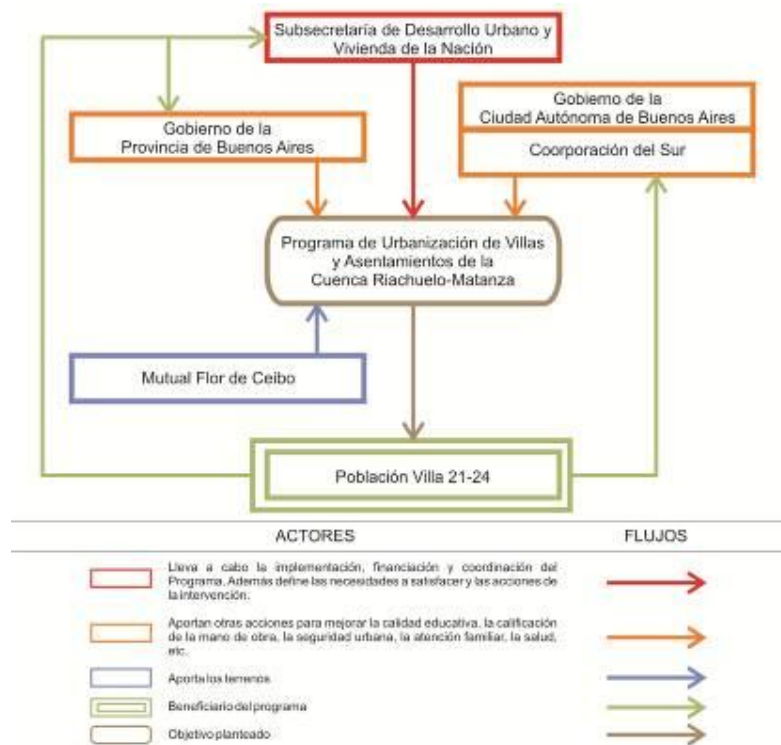 Subsecretaría de Desarrollo Urbano y
Vivienda de la Nación
Gobierno de la
Ciudad Autónoma de Buenos Aires
Gobierno de la
Provincia de Buenos Aires
Coorporación del Sur
Programa de Urbanización de Villas
y Asentamientos de la
Cuenca Riachuelo-Matanza
Mutual Flor de Ceibo
Población Villa 21-24
ACTORES
FLUJOS
Lleva a cabo la implementación, financiación y coordinación del
Programa. Además define las necesidades a satisfacer y las acciones de
la intervención.
Aportan otras acciones para mejorar la calidad educativa, la calificación
de la mano de obra, la seguridad urbana, la atención familiar, la salud,
etc.
Aporta los terrenos
Beneficiario del programa
Objetivo planteado